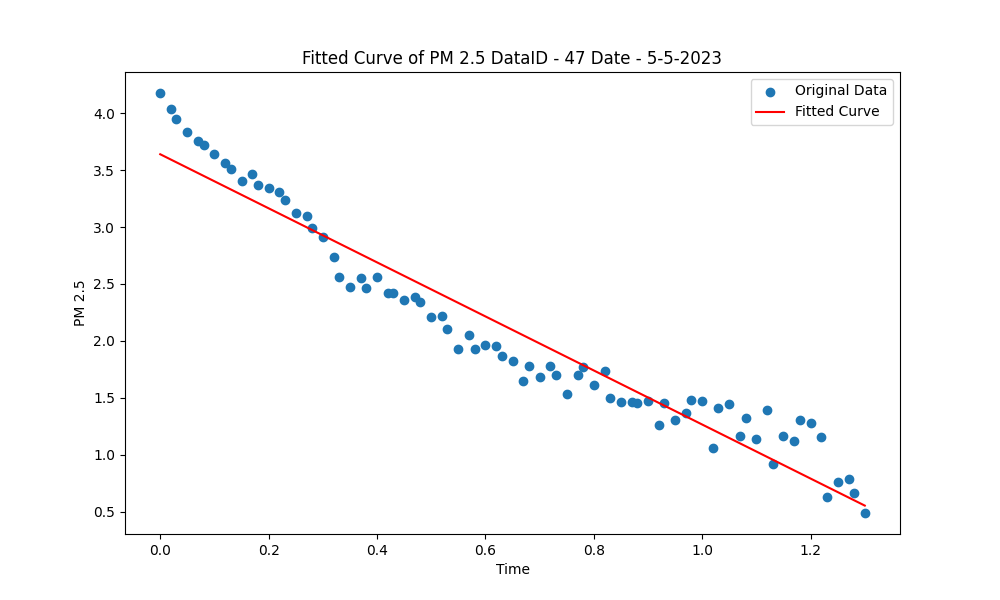 Fitted Curve of PM 2.5 DataID - 47 Date - 5-5-2023
Original Data
Fitted Curve
PM 2.5
4.0
3.5
3.0
2.5
2.0
1.5
1.0
0.5
0.0 0.2 0.4 0.6 0.8 1.0 1.2
Time